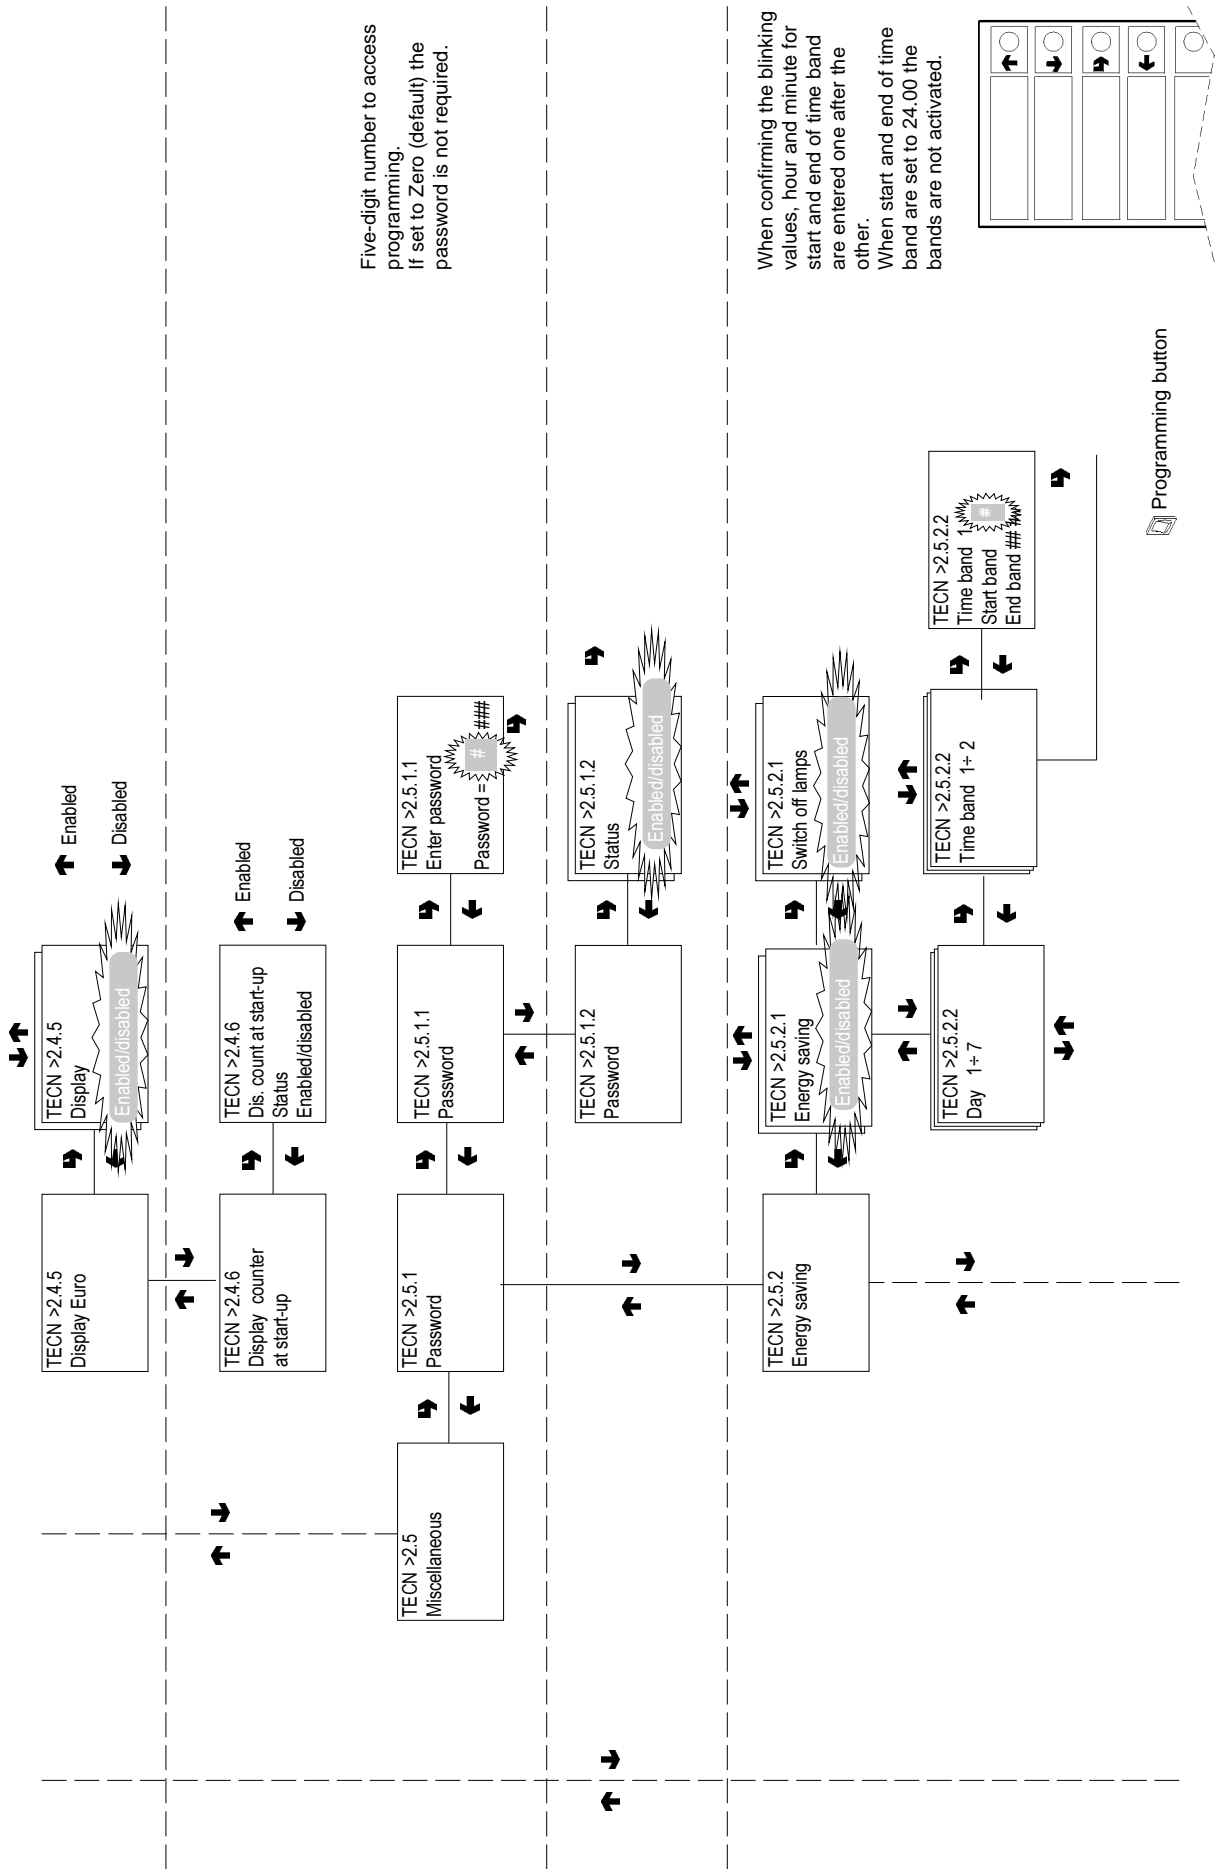 TECN >2.4.5
Display Euro
TECN >2.4.5
Display
Enabled/disabled
Enabled
Disabled
TECN >2.4.6
Display counter
at start-up
TECN >2.4.6
Dis. count at start-up
Status
Enabled/disabled
Enabled
Disabled
TECN >2.5
Miscellaneous
TECN >2.5.1
Password
TECN >2.5.1.1
Password
TECN >2.5.1.1
Enter password
Password = # ###
Five-digit number to access
programming.
If set to Zero (default) the
password is not required.
TECN >2.5.1.2
Password
TECN >2.5.1.2
Status
Enabled/disabled
TECN >2.5.2
Energy saving
TECN >2.5.2.1
Energy saving
Enabled/disabled
TECN >2.5.2.1
Switch off lamps
Enabled/disabled
When confirming the blinking
values, hour and minute for
start and end of time band
are entered one after the
other.
When start and end of time
band are set to 24.00 the
bands are not activated.
TECN >2.5.2.2
Day 1÷ 7
TECN >2.5.2.2
Time band 1÷ 2
TECN >2.5.2.2
Time band 1
Start band #
End band ## #
Programming button